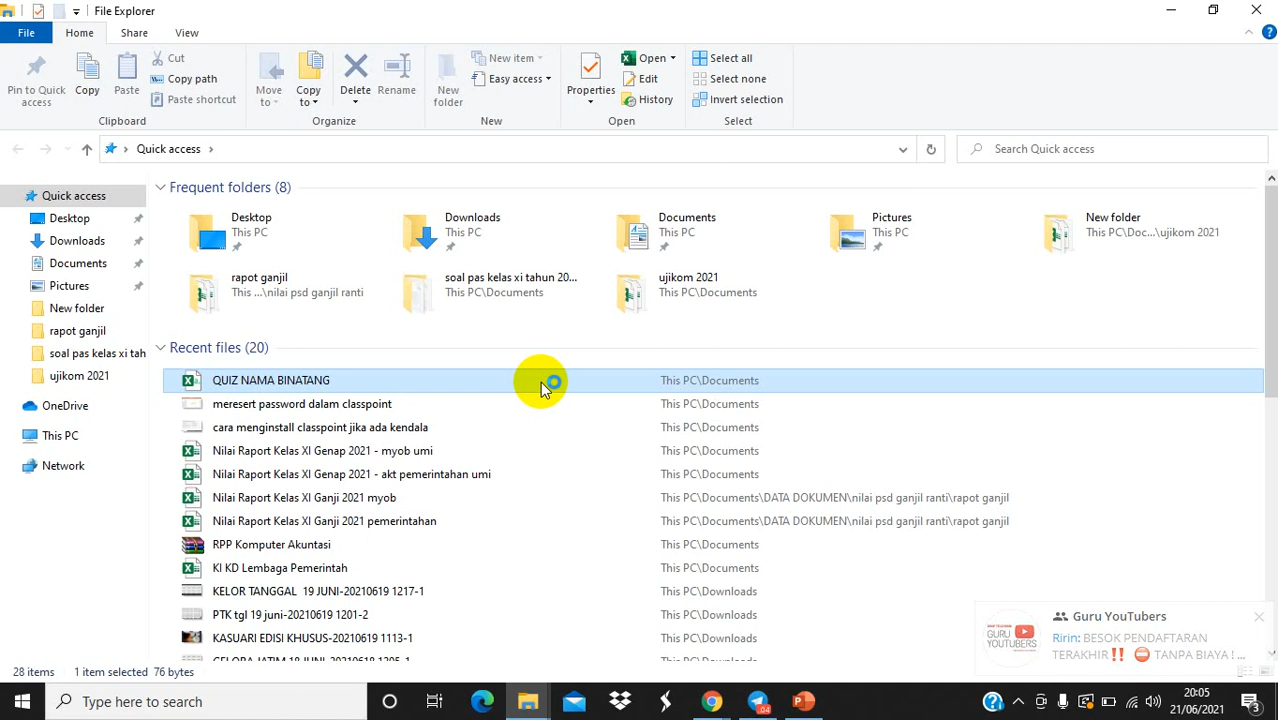 File Explorer
File Home Share View
Pin to Quick access
Copy
Paste
Cut
Copy path
Paste shortcut
Clipboard
Move to
Copy to
Delete
Rename
Organize
New folder
New item
Easy access
New
Properties
Open
Edit
History
Open
Select all
Select none
Invert selection
Select
Quick access
Search Quick access
Quick access
Desktop
Downloads
Documents
Pictures
New folder
rapot ganjil
soal pas kelas xi tah
ujikom 2021
OneDrive
This PC
Network
Frequent folders (8)
Desktop
This PC
Downloads
This PC
Documents
This PC
Pictures
This PC
New folder
This PC\Doc...\ujikom 2021
rapot ganjil
This ...\nilai psd ganjil ranti
soal pas kelas xi tahun 20...
This PC\Documents
ujikom 2021
This PC\Documents
Recent files (20)
QUIZ NAMA BINATANG This PC\Documents
meresert password dalam classpoint This PC\Documents
cara menginstall classpoint jika ada kendala This PC\Documents
Nilai Raport Kelas XI Genap 2021 - myob umi This PC\Documents
Nilai Raport Kelas XI Genap 2021 - akt pemerintahan umi This PC\Documents
Nilai Raport Kelas XI Ganji 2021 myob This PC\Documents\DATA DOKUMEN\nilai psd ganjil ranti\rapot ganjil
Nilai Raport Kelas XI Ganji 2021 pemerintahan This PC\Documents\DATA DOKUMEN\nilai psd ganjil ranti\rapot ganjil
RPP Komputer Akuntasi This PC\Documents
KI KD Lembaga Pemerintah This PC\Documents
KELOR TANGGAL 19 JUNI-20210619 1217-1 This PC\Downloads
PTK tgl 19 juni-20210619 1201-2 This PC\Downloads
KASUARI EDISI KHUSUS-20210619 1113-1 This PC\Downloads
GURU YOUTUBERS
Guru YouTubers
Ririn: BESOK PENDAFTARAN
TERAKHIR‼️ ⛔ TANPA BIAYA ! ...
28 items 1 item selected 76 bytes
Type here to search
04
20:05
21/06/2021
3